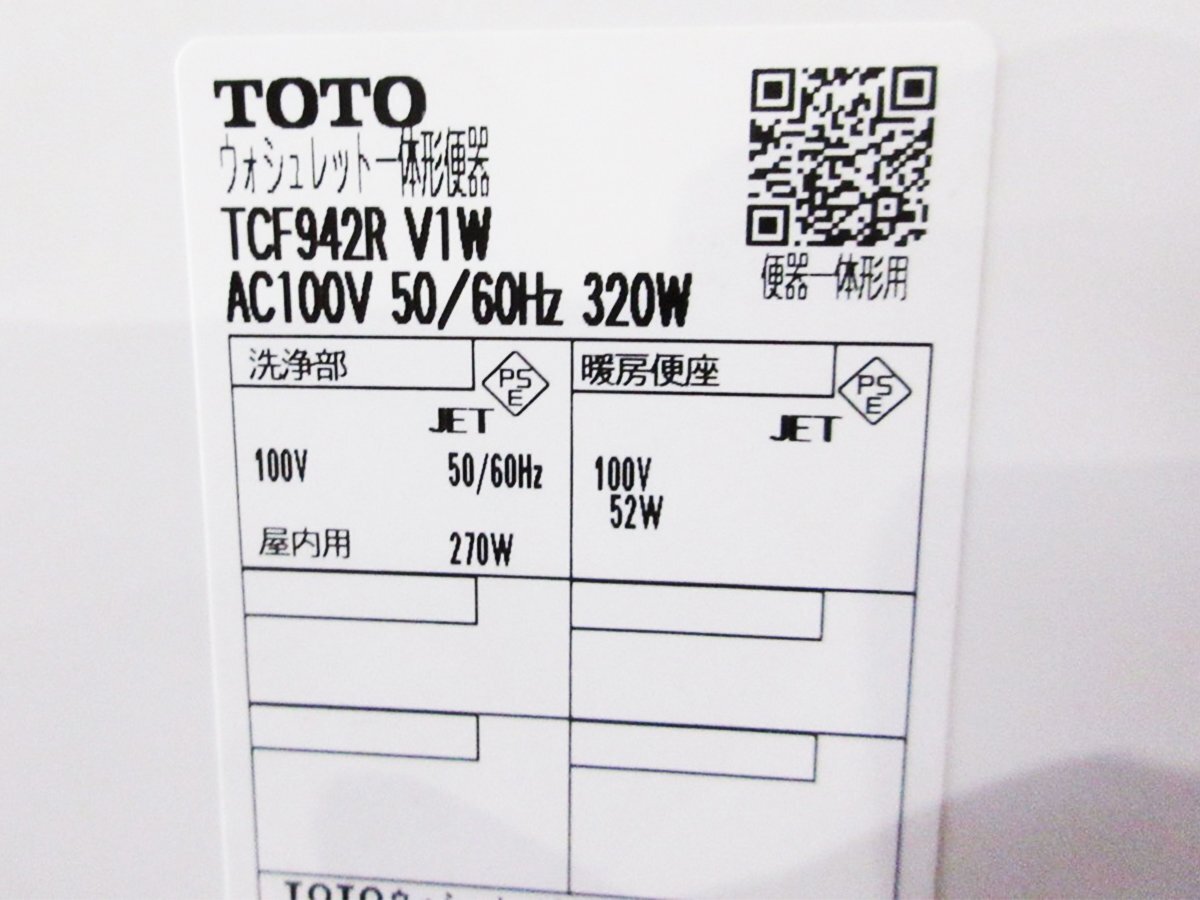 TOTO
ウォシュレット一体形便器
TCF942R V1W
AC100V 50/60Hz 320W
便器一体形用
洗浄部
PS
E
JET
100V 50/60Hz
屋内用 270W
暖房便座
PS
E
JET
100V
52W